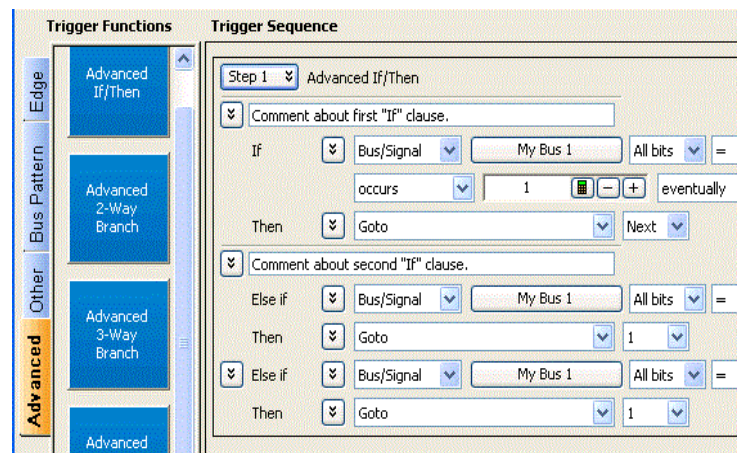 Trigger Functions
Trigger Sequence
Edge
Bus Pattern
Other
Advanced
Advanced
If/Then
Advanced
2-Way
Branch
Advanced
3-Way
Branch
Advanced
Step 1 Advanced If/Then
Comment about first "If" clause.
If Bus/Signal My Bus 1 All bits =
occurs 1 - + eventually
Then Goto Next
Comment about second "If" clause.
Else if Bus/Signal My Bus 1 All bits =
Then Goto 1
Else if Bus/Signal My Bus 1 All bits =
Then Goto 1